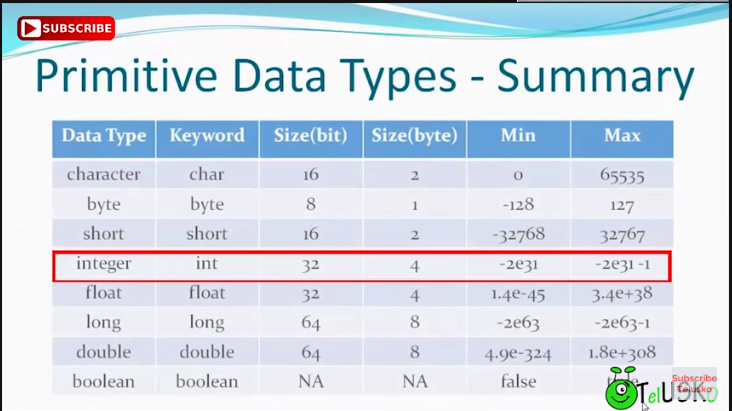 SUBSCRIBE
Primitive Data Types - Summary
Data Type Keyword Size(bit) Size(byte) Min Max
character char 16 2 0 65535
byte byte 8 1 -128 127
short short 16 2 -32768 32767
integer int 32 4 -2e31 -2e31 -1
float float 32 4 1.4e-45 3.4e+38
long long 64 8 -2e63 -2e63-1
double double 64 8 4.9e-324 1.8e+308
boolean boolean NA NA false
Subscribe
Telusko
TelUSKO